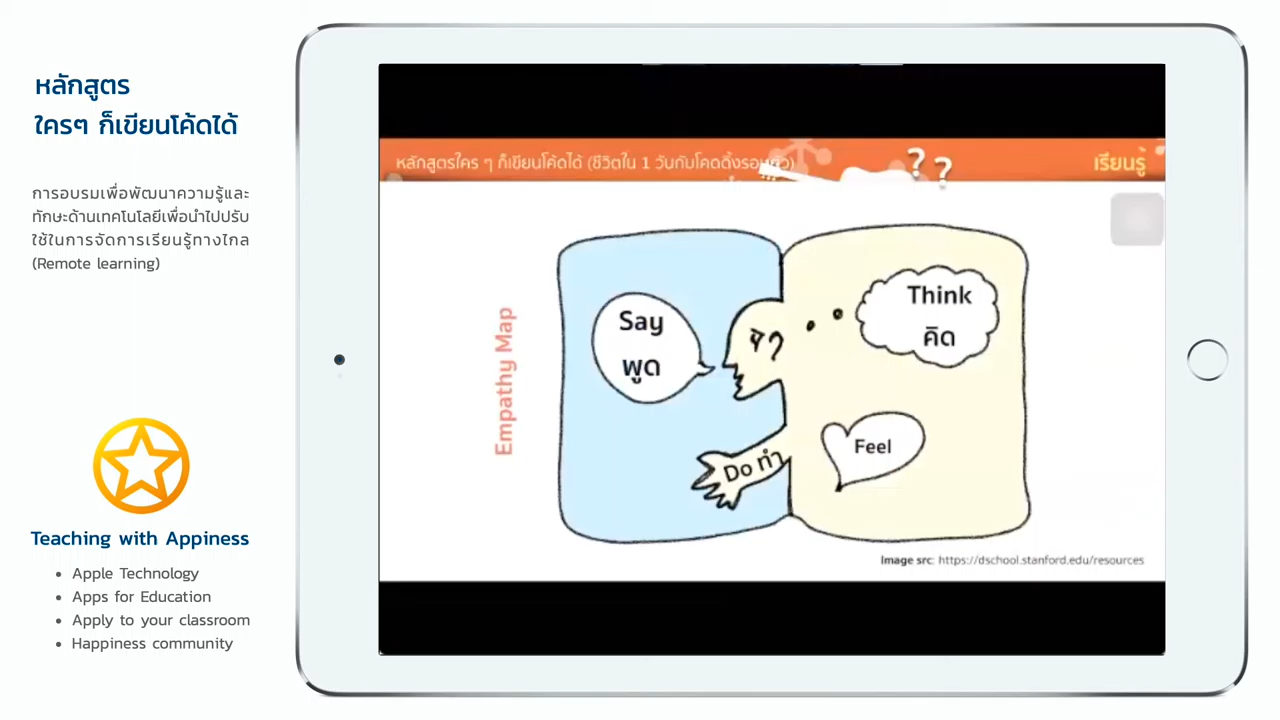 หลักสูตร
ใครๆ ก็เขียนโค้ดได้
การอบรมเพื่อพัฒนาความรู้และ
ทักษะด้านเทคโนโลยีเพื่อนำไปปรับ
ใช้ในการจัดการเรียนรู้ทางไกล
(Remote learning)
Teaching with Appiness
• Apple Technology
• Apps for Education
• Apply to your classroom
• Happiness community
หลักสูตรใคร ๆ ก็เขียนโค้ดได้ (ชีวิตใน 1 วันกับโคดดิ้งรอบตัว)
? ?
เรียนรู้
Empathy Map
Say
พูด
Think
คิด
Feel
Do ทำ
Image src: https://dschool.stanford.edu/resources